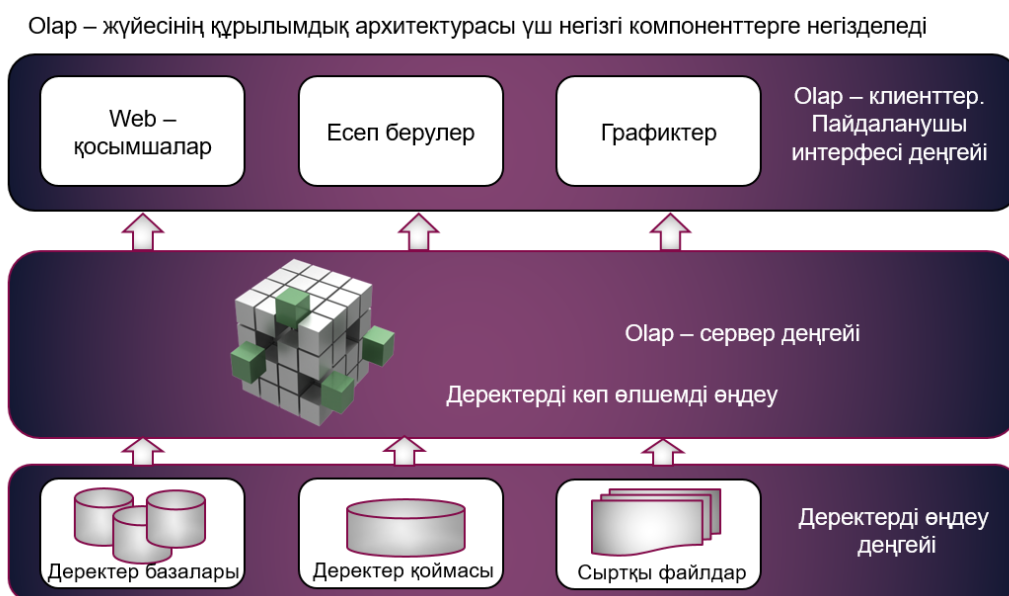 Olap – жүйесінің құрылымдық архитектурасы үш негізгі компоненттерге негізделеді
Web –
қосымшалар
Есеп берулер
Графиктер
Olap – клиенттер.
Пайдаланушы
интерфесі деңгейі
Olap – сервер деңгейі
Деректерді көп өлшемді өңдеу
Деректер базалары
Деректер қоймасы
Сыртқы файлдар
Деректерді өңдеу
деңгейі